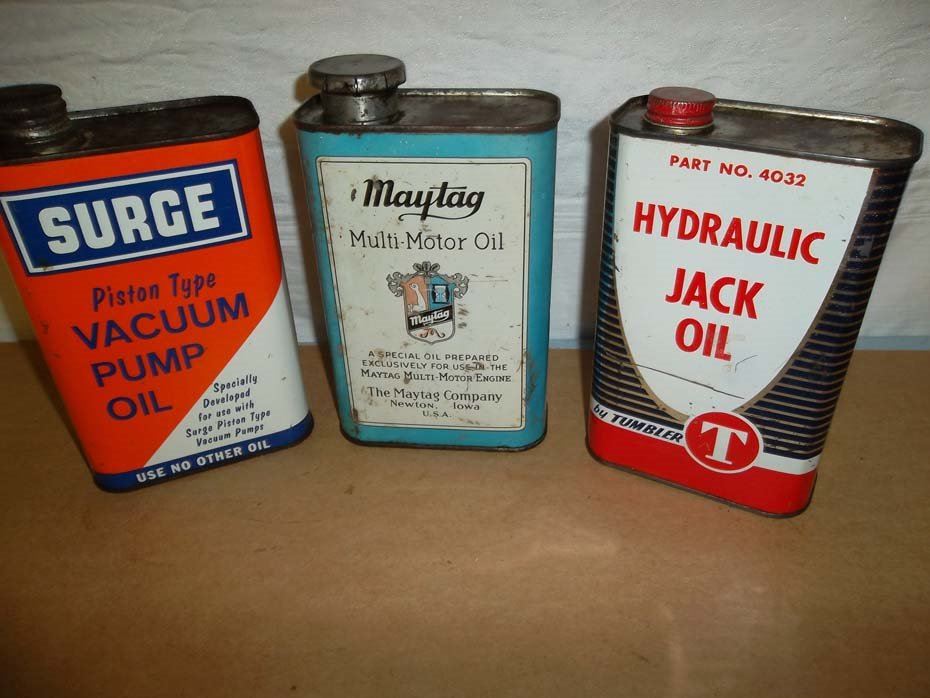 SURGE
Piston Type
VACUUM
PUMP
OIL
Specially
Developed
for use with
Surge Piston Type
Vacuum Pumps
USE NO OTHER OIL
Maytag
Multi-Motor Oil
Maytag
A SPECIAL OIL PREPARED
EXCLUSIVELY FOR USE IN THE
MAYTAG MULTI-MOTOR ENGINE
The Maytag Company
Newton, Iowa
U.S.A.
PART NO. 4032
HYDRAULIC
JACK
OIL
by TUMBLER
T